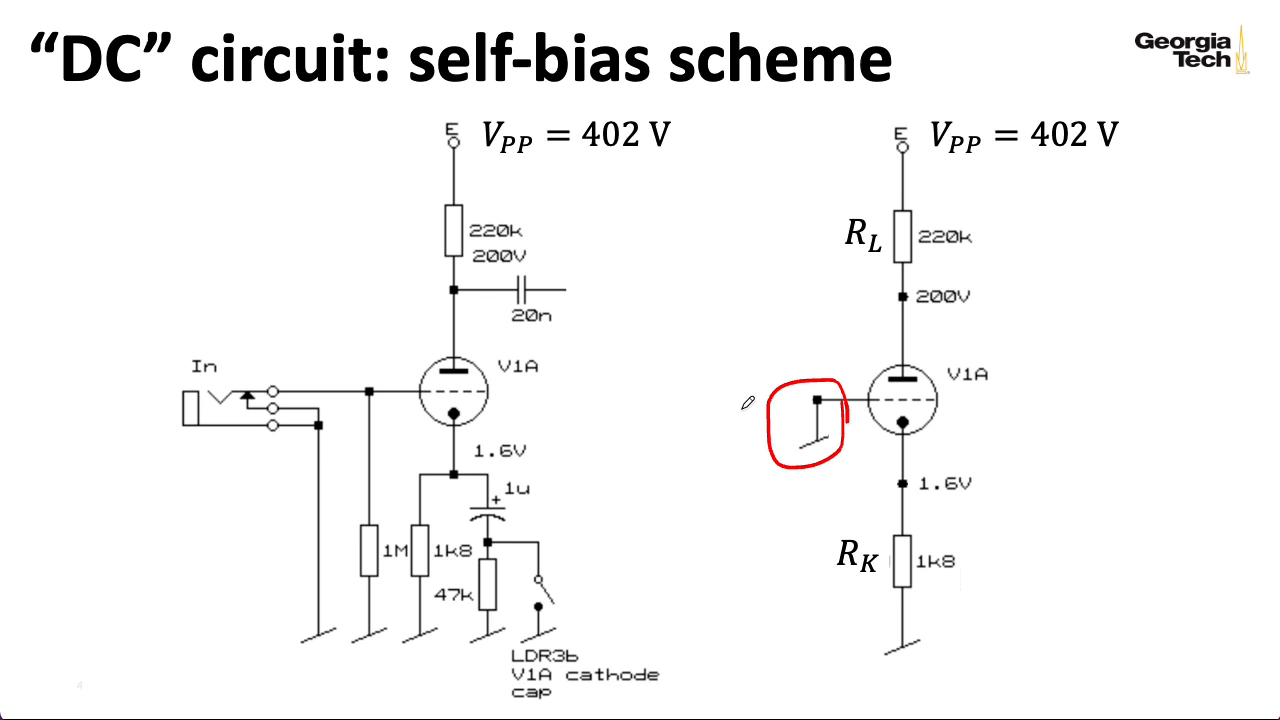 “DC” circuit: self-bias scheme
Georgia
Tech
E
V_PP = 402 V
220k
200V
20n
In
V1A
1.6V
1u
+
1M
1k8
47k
LDR3b
V1A cathode
cap
E
V_PP = 402 V
R_L
220k
200V
V1A
1.6V
R_K
1k8
4